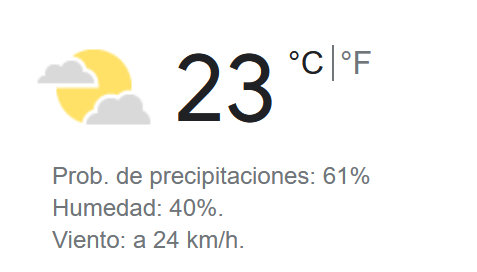 23 °C | °F
Prob. de precipitaciones: 61%
Humedad: 40%.
Viento: a 24 km/h.